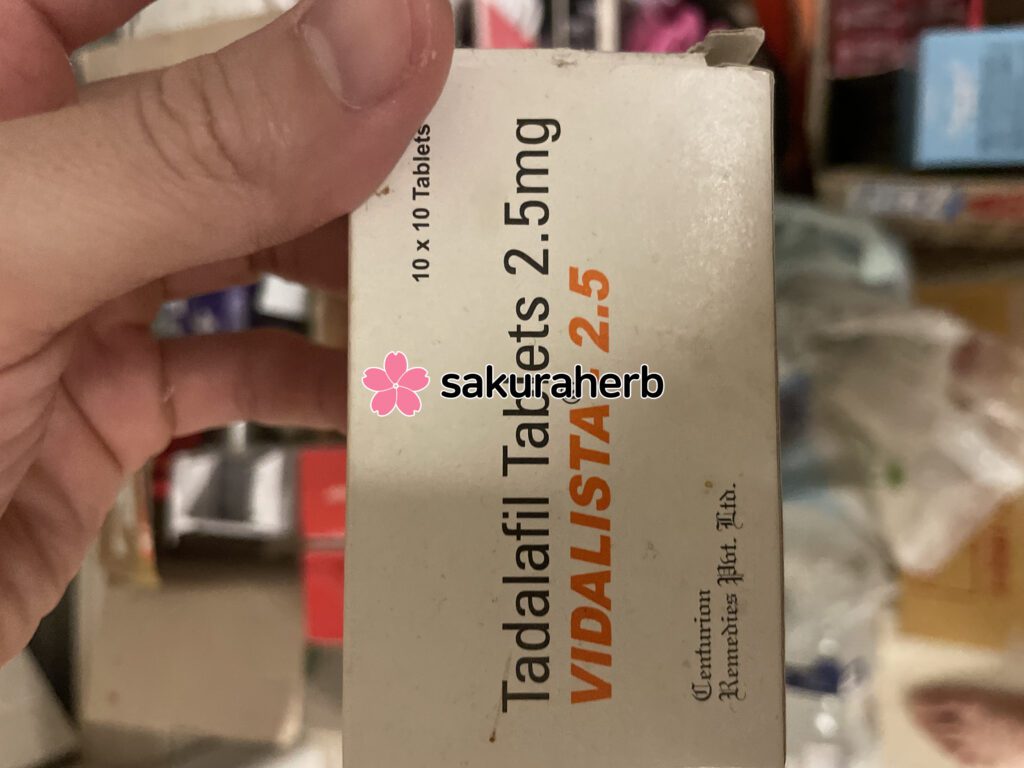 10 x 10 Tablets
Tadalafil Tablets 2.5mg
VIDALISTA® 2.5
Centurion
Remedies Pvt. Ltd.
sakuraherb